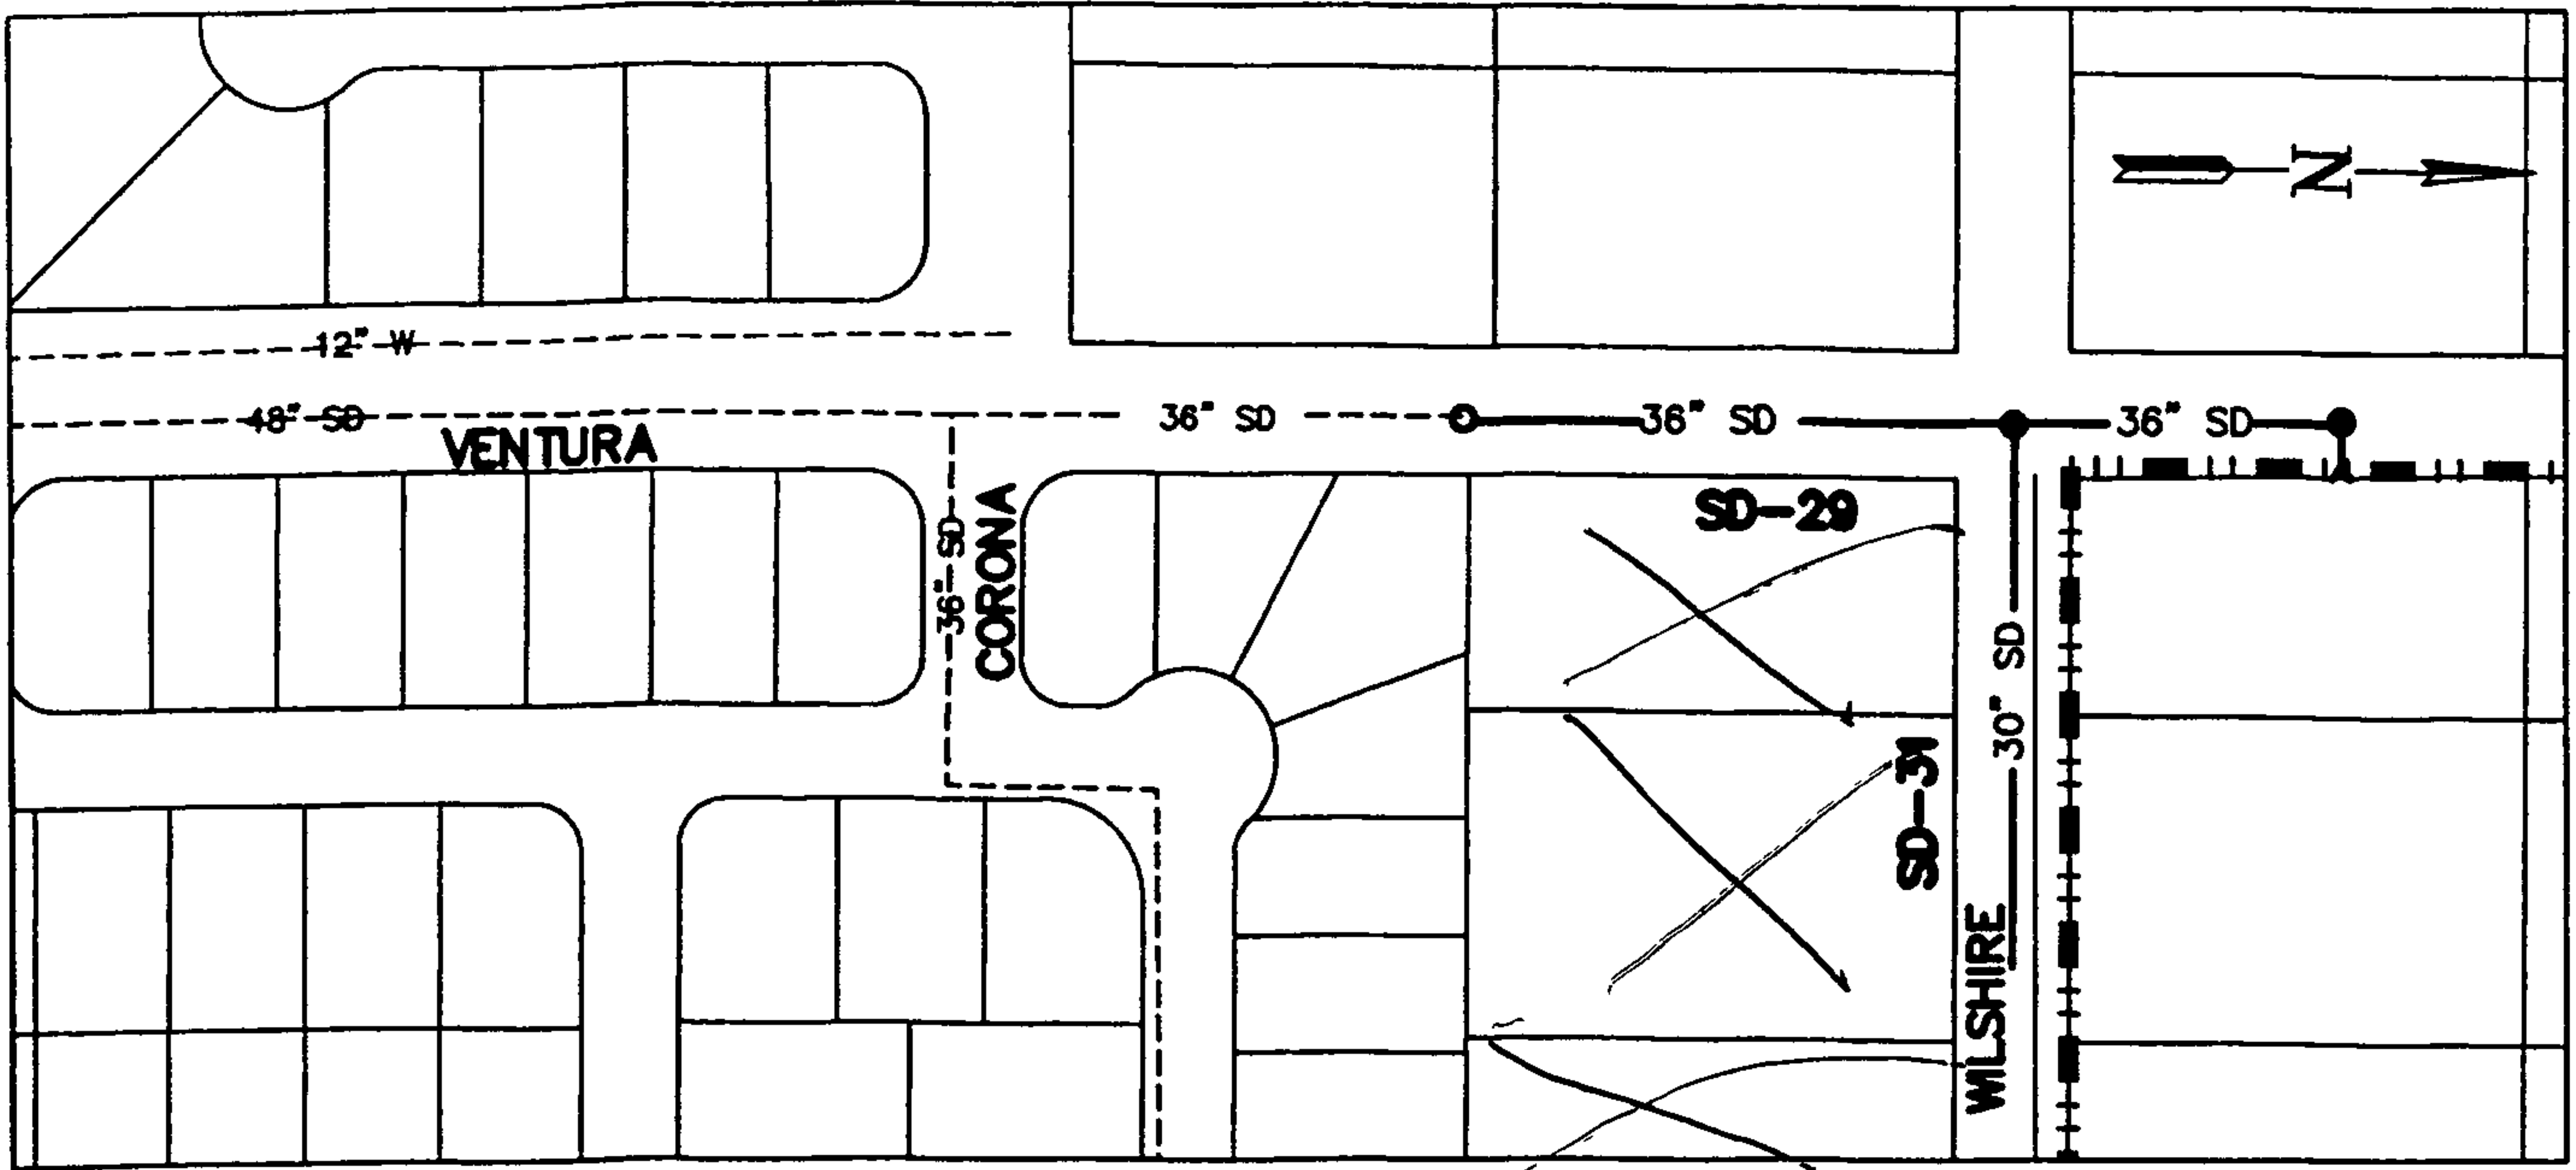 N
12" W
48" SD
36" SD
36" SD
36" SD
VENTURA
SD-29
36" SD
CORONA
30" SD
SD-31
WILSHIRE